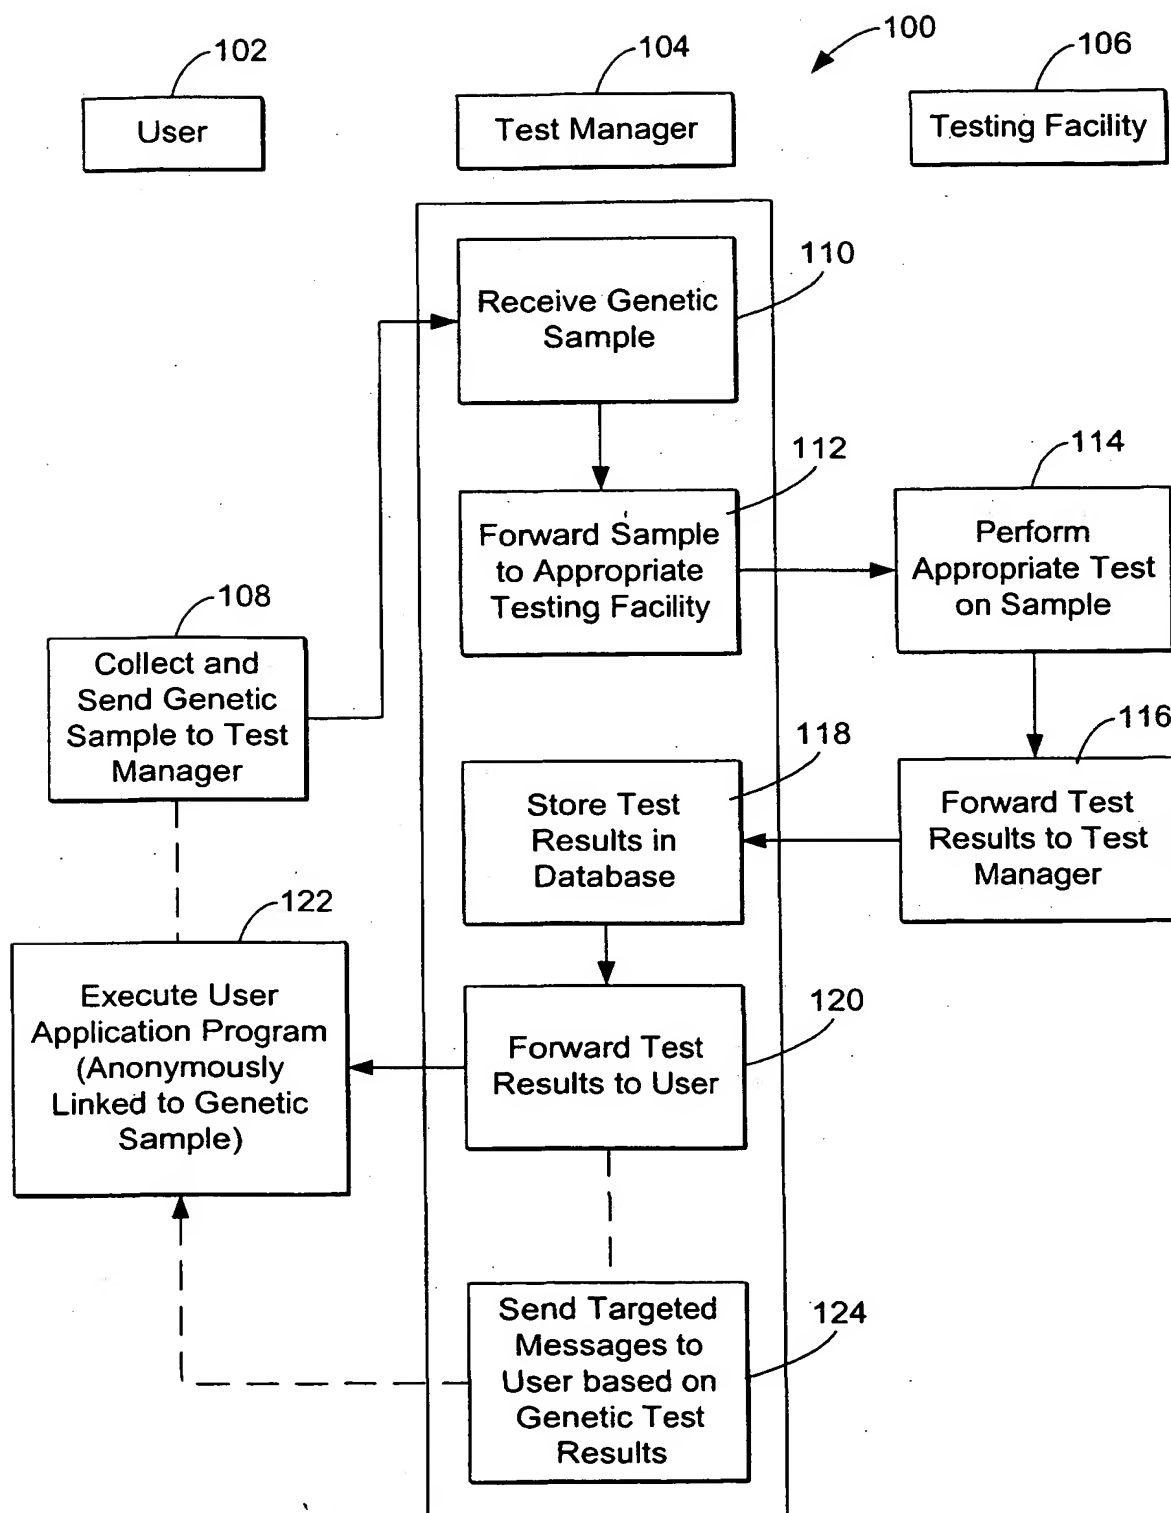 100
102
104
106
User
Test Manager
Testing Facility
110
Receive Genetic
Sample
112
Forward Sample
to Appropriate
Testing Facility
114
Perform
Appropriate Test
on Sample
108
Collect and
Send Genetic
Sample to Test
Manager
116
Forward Test
Results to Test
Manager
118
Store Test
Results in
Database
122
Execute User
Application Program
(Anonymously
Linked to Genetic
Sample)
120
Forward Test
Results to User
124
Send Targeted
Messages to
User based on
Genetic Test
Results